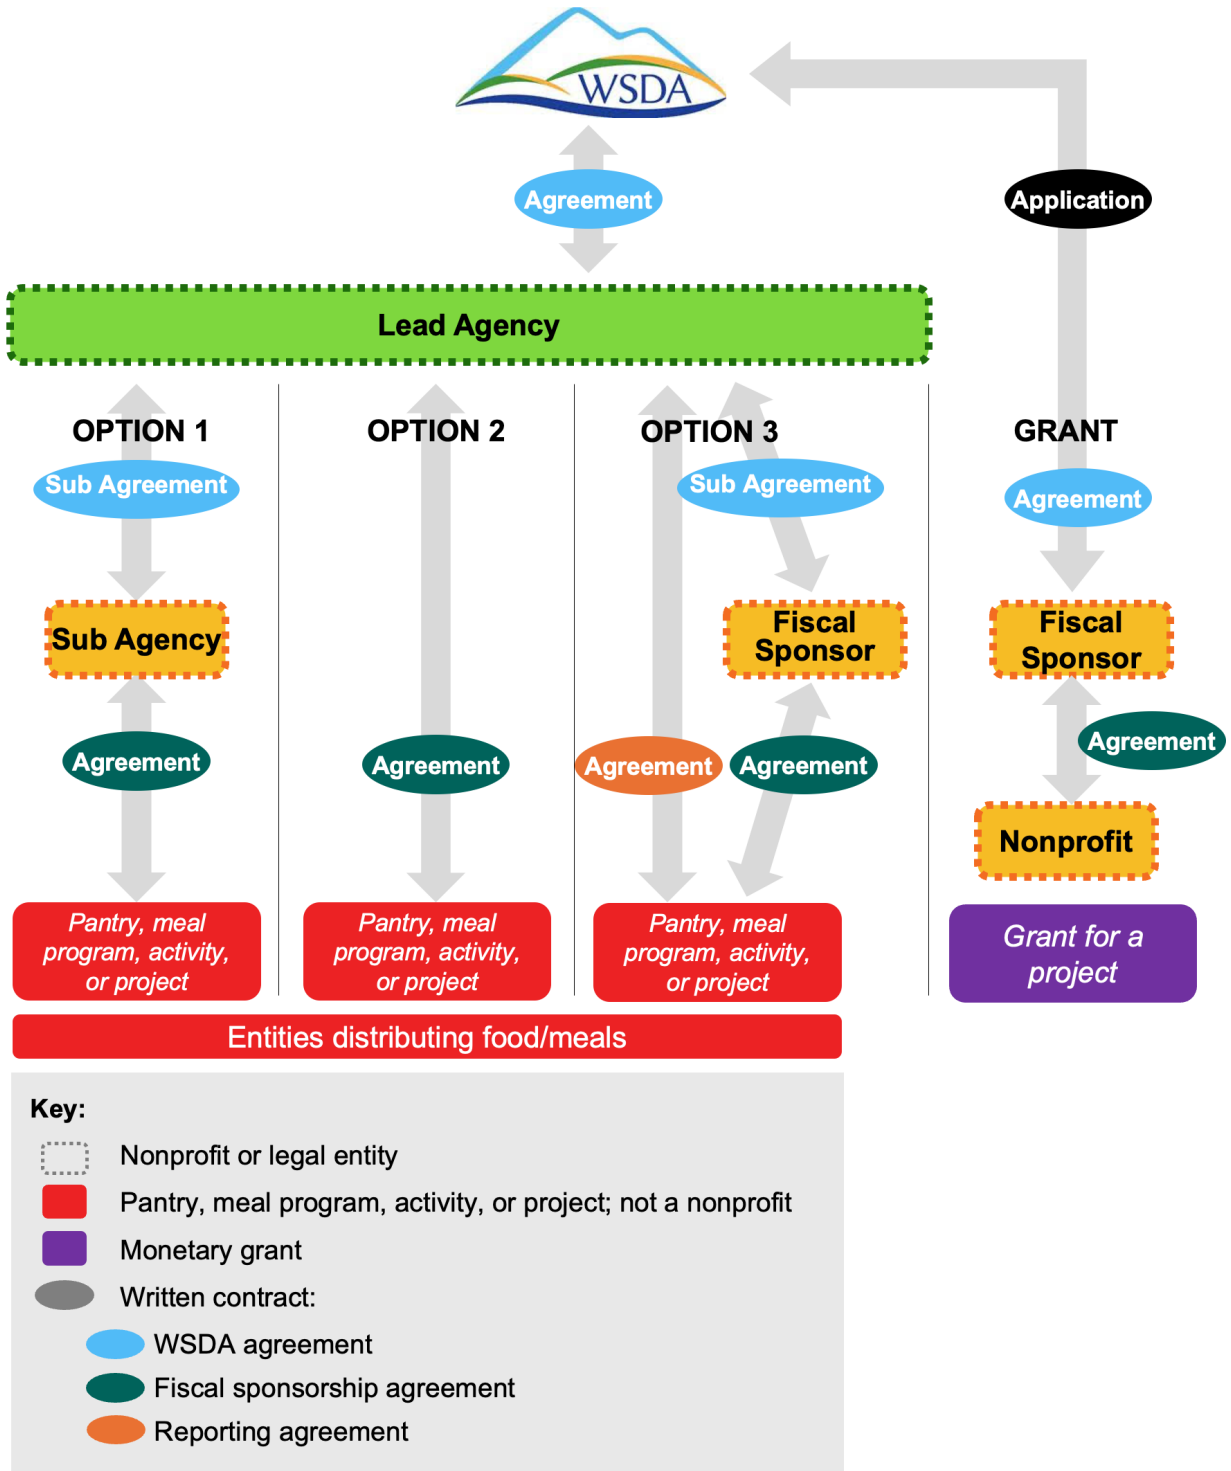 WSDA
Agreement
Application
Lead Agency
OPTION 1
OPTION 2
OPTION 3
GRANT
Sub Agreement
Sub Agreement
Agreement
Sub Agency
Fiscal
Sponsor
Fiscal
Sponsor
Agreement
Agreement
Agreement
Agreement
Agreement
Nonprofit
Pantry, meal
program, activity,
or project
Pantry, meal
program, activity,
or project
Pantry, meal
program, activity,
or project
Grant for a
project
Entities distributing food/meals
Key:
Nonprofit or legal entity
Pantry, meal program, activity, or project; not a nonprofit
Monetary grant
Written contract:
WSDA agreement
Fiscal sponsorship agreement
Reporting agreement